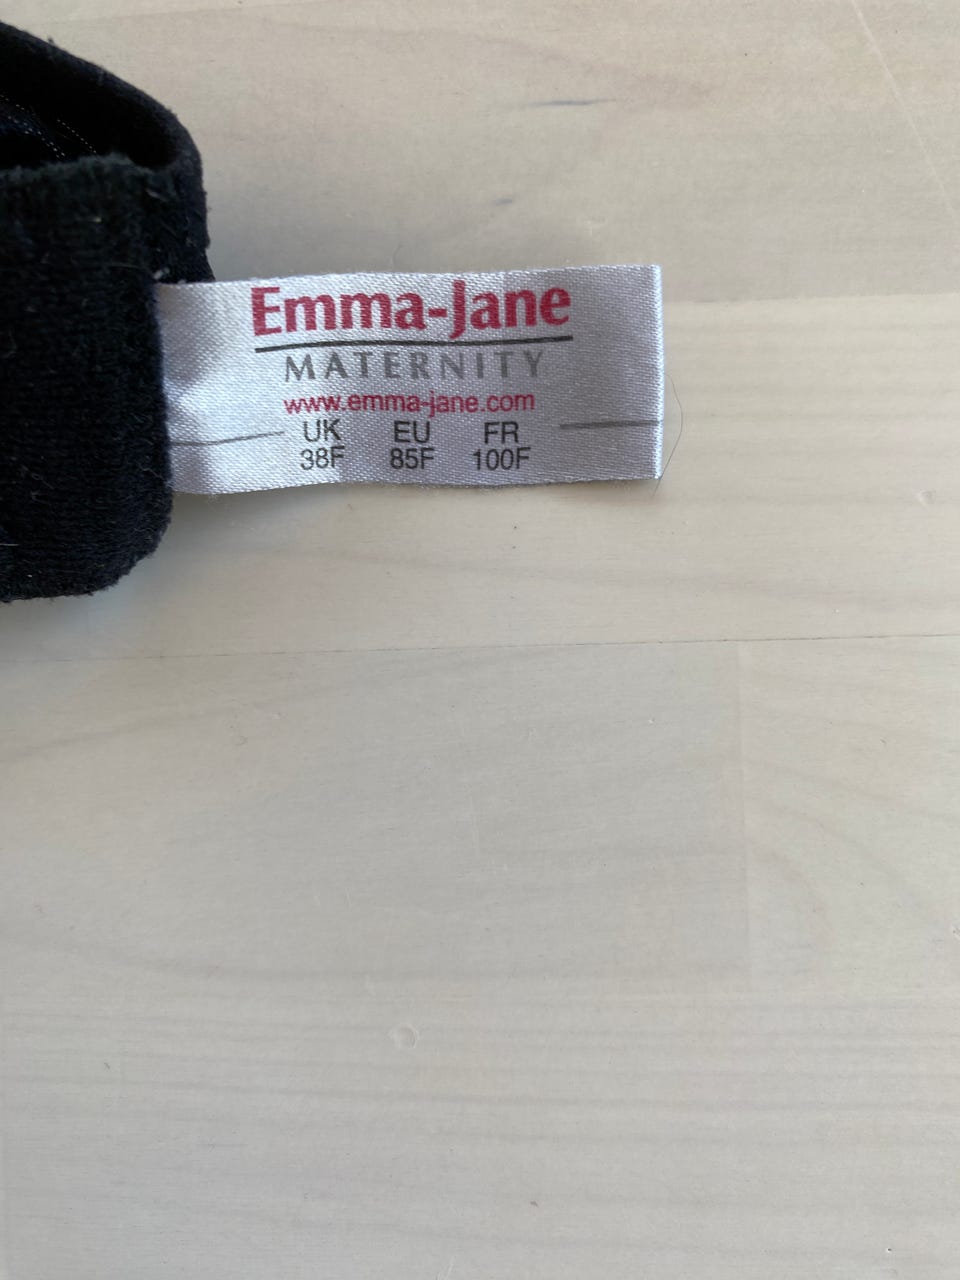 Emma-Jane
MATERNITY
www.emma-jane.com
UK EU FR
38F 85F 100F